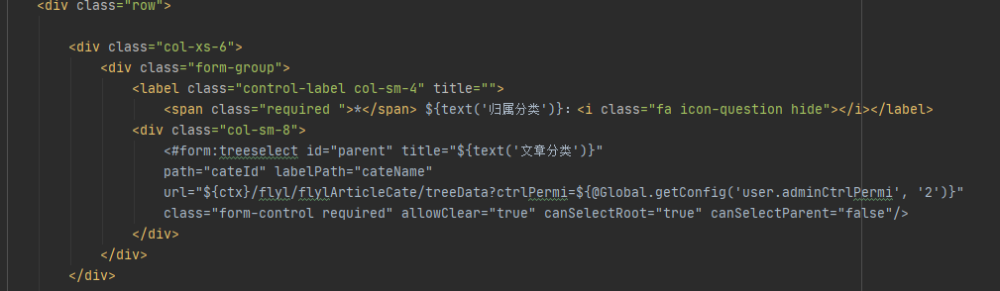 <div class="row">
<div class="col-xs-6">
<div class="form-group">
<label class="control-label col-sm-4" title="">
<span class="required ">*</span> ${text('归属分类')}：<i class="fa icon-question hide"></i></label>
<div class="col-sm-8">
<#form:treeselect id="parent" title="${text('文章分类')}"
path="cateId" labelPath="cateName"
url="${ctx}/flyl/flylArticleCate/treeData?ctrlPermi=${@Global.getConfig('user.adminCtrlPermi', '2')}"
class="form-control required" allowClear="true" canSelectRoot="true" canSelectParent="false"/>
</div>
</div>
</div>